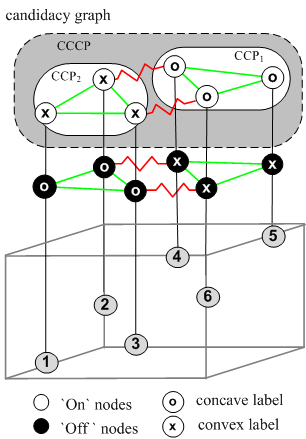 candidacy graph
CCCP
CCP1
CCP2
x
o
o
o
x
x
o
x
x
o
o
x
5
4
2
6
3
1
`On` nodes
o concave label
`Off` nodes
x convex label